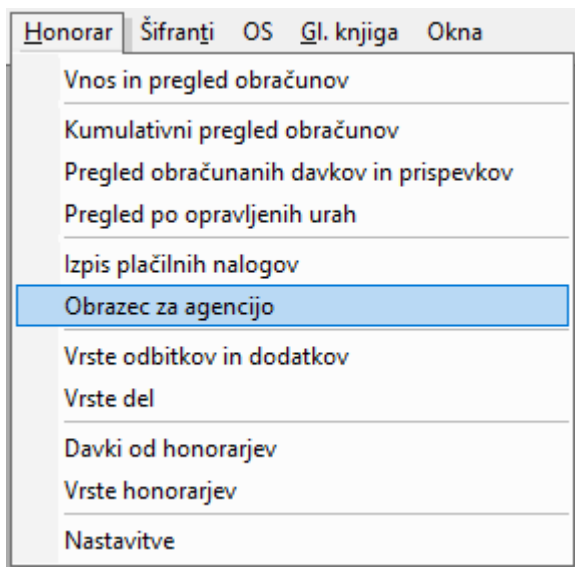 Honorar Šifranti OS Gl. knjiga Okna
Vnos in pregled obračunov
Kumulativni pregled obračunov
Pregled obračunanih davkov in prispevkov
Pregled po opravljenih urah
Izpis plačilnih nalogov
Obrazec za agencijo
Vrste odbitkov in dodatkov
Vrste del
Davki od honorarjev
Vrste honorarjev
Nastavitve